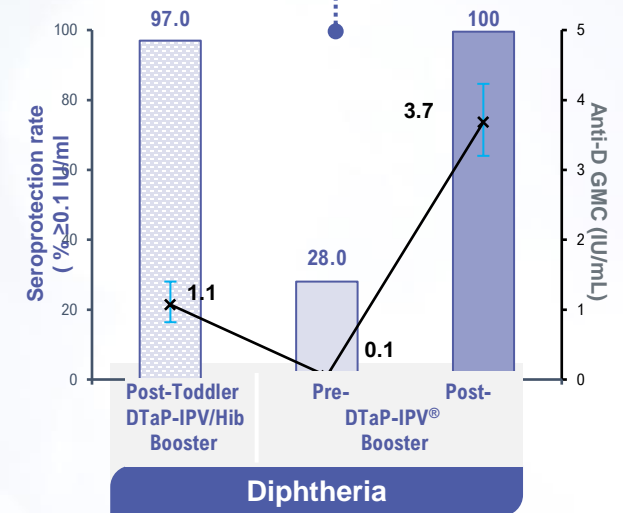 97.0
100
100
5
80
4
3.7
60
3
40
2
28.0
20
1.1
1
0.1
0
0
Seroprotection rate
( % ≥0.1 IU/ml
Anti-D GMC (IU/mL)
Post-Toddler
DTaP-IPV/Hib
Booster
Pre-
Post-
DTaP-IPV®
Booster
Diphtheria